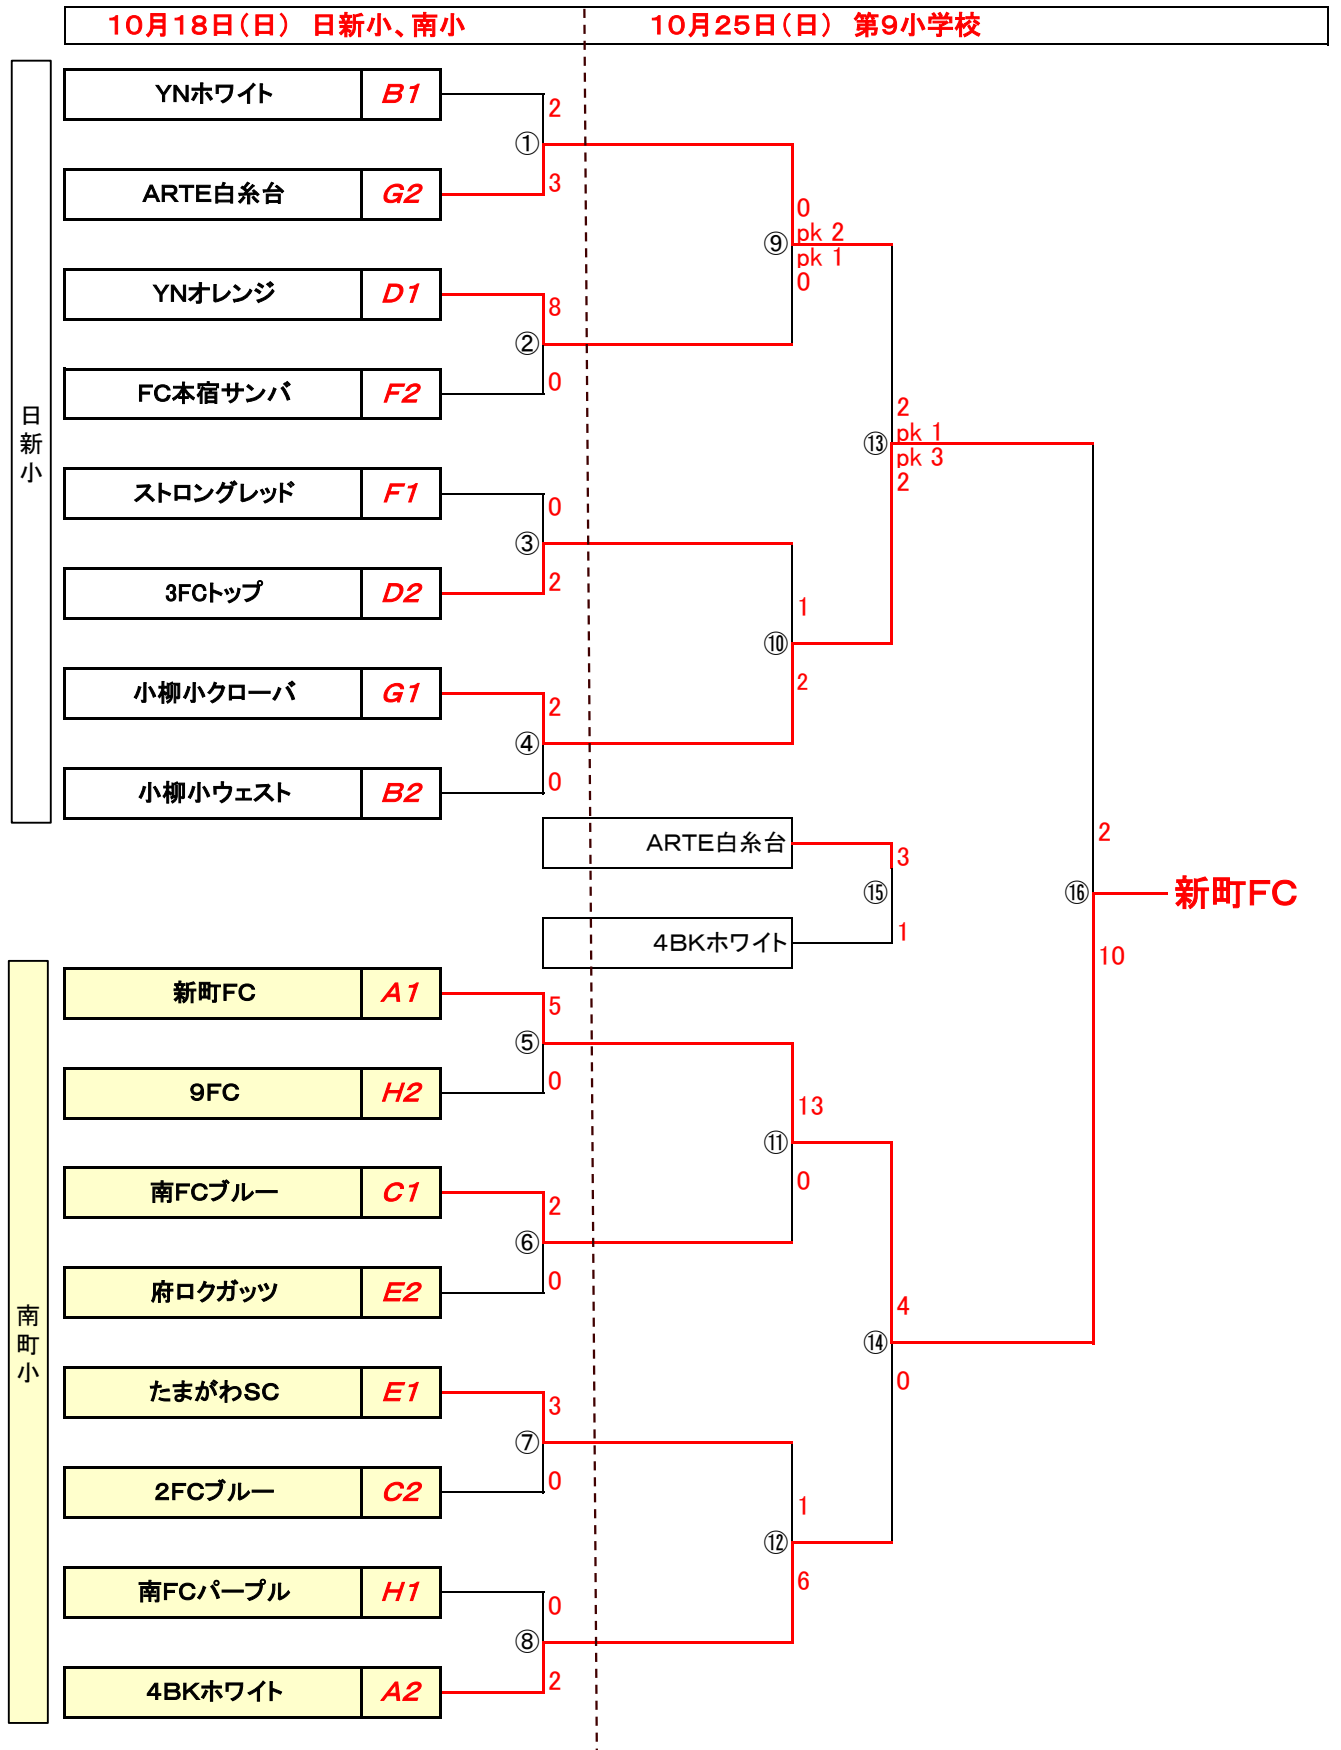 10月18日(日) 日新小、南小
10月25日(日) 第9小学校
日新小
YNホワイト B1
2
①
ARTE白糸台 G2
3
0
pk 2
⑨
pk 1
0
YNオレンジ D1
8
②
FC本宿サンバ F2
0
2
pk 1
⑬
pk 3
2
ストロングレッド F1
0
③
3FCトップ D2
2
1
⑩
2
小柳小クローバ G1
2
④
小柳小ウェスト B2
0
ARTE白糸台
3
⑮
4BKホワイト
1
2
⑯
新町FC
10
南町小
新町FC A1
5
⑤
9FC H2
0
13
⑪
0
南FCブルー C1
2
⑥
府ロクガッツ E2
0
4
⑭
0
たまがわSC E1
3
⑦
2FCブルー C2
0
1
⑫
6
南FCパープル H1
0
⑧
4BKホワイト A2
2